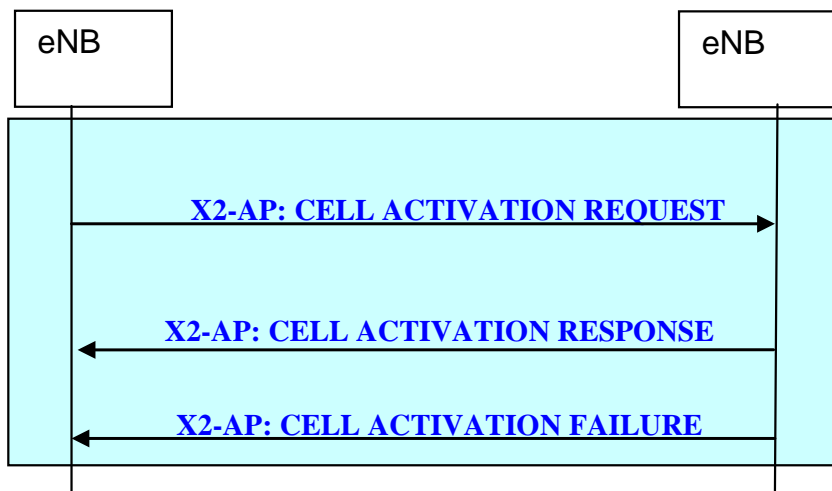 eNB
eNB
X2-AP: CELL ACTIVATION REQUEST
X2-AP: CELL ACTIVATION RESPONSE
X2-AP: CELL ACTIVATION FAILURE